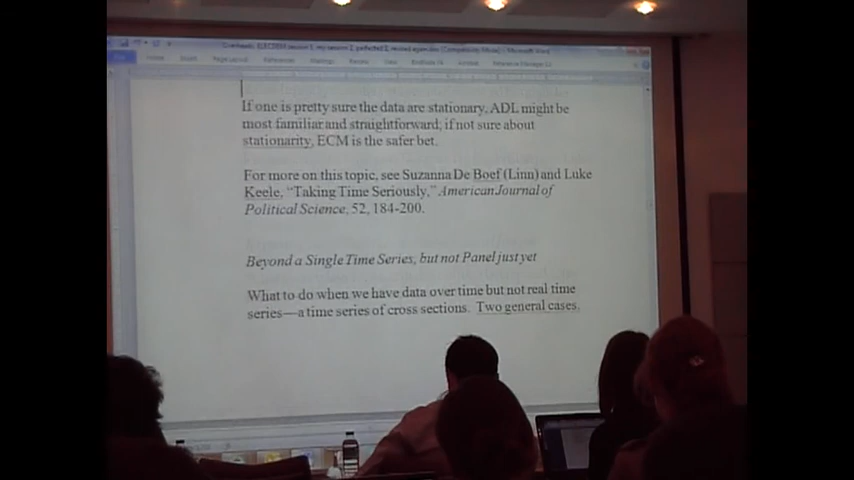 If one is pretty sure the data are stationary, ADL might be
most familiar and straightforward; if not sure about
stationarity, ECM is the safer bet.
For more on this topic, see Suzanna De Boef (Linn) and Luke
Keele, “Taking Time Seriously,” American Journal of
Political Science, 52, 184-200.
Beyond a Single Time Series, but not Panel just yet
What to do when we have data over time but not real time
series—a time series of cross sections. Two general cases.